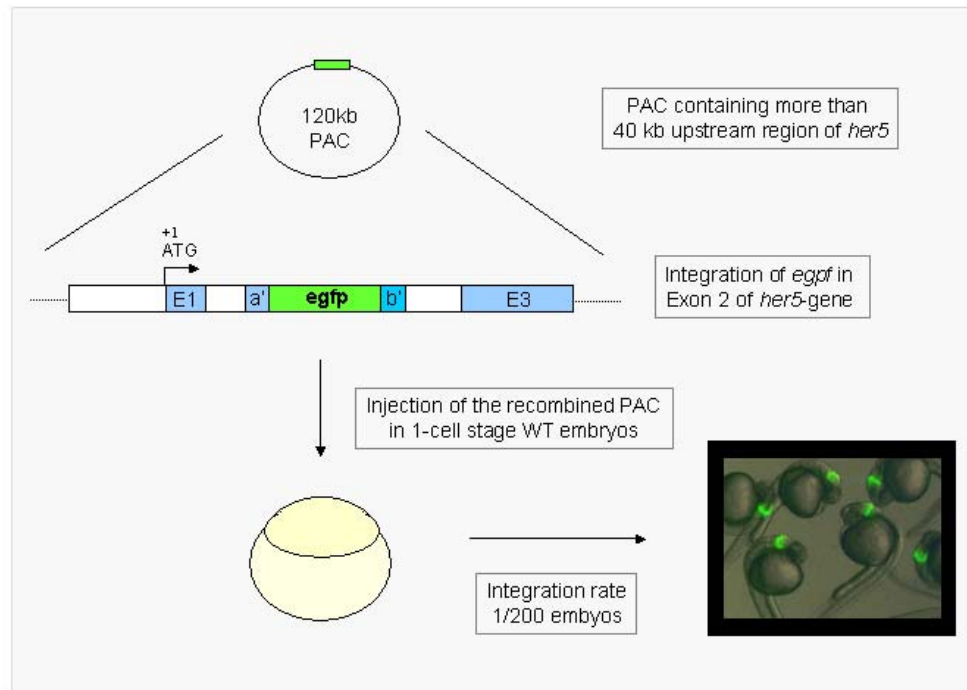 120kb
PAC
PAC containing more than
40 kb upstream region of her5
+1
ATG
E1 a' egfp b' E3
Integration of egpf in
Exon 2 of her5-gene
Injection of the recombined PAC
in 1-cell stage WT embryos
Integration rate
1/200 embyos